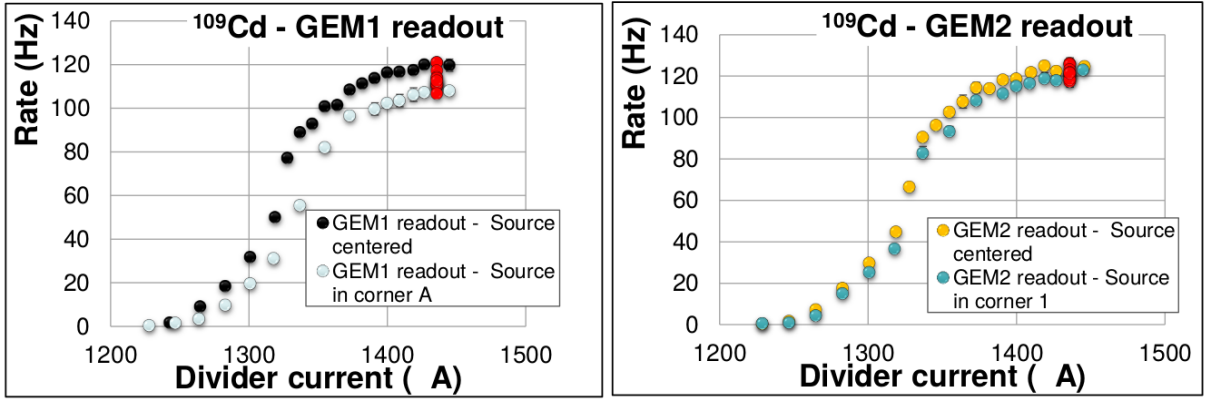 ¹⁰⁹Cd - GEM1 readout
Rate (Hz)
140
120
100
80
60
40
20
0
1200
1300
1400
1500
Divider current ( A)
GEM1 readout - Source
centered
GEM1 readout - Source
in corner A
¹⁰⁹Cd - GEM2 readout
Rate (Hz)
140
120
100
80
60
40
20
0
1200
1300
1400
1500
Divider current ( A)
GEM2 readout - Source
centered
GEM2 readout - Source
in corner 1